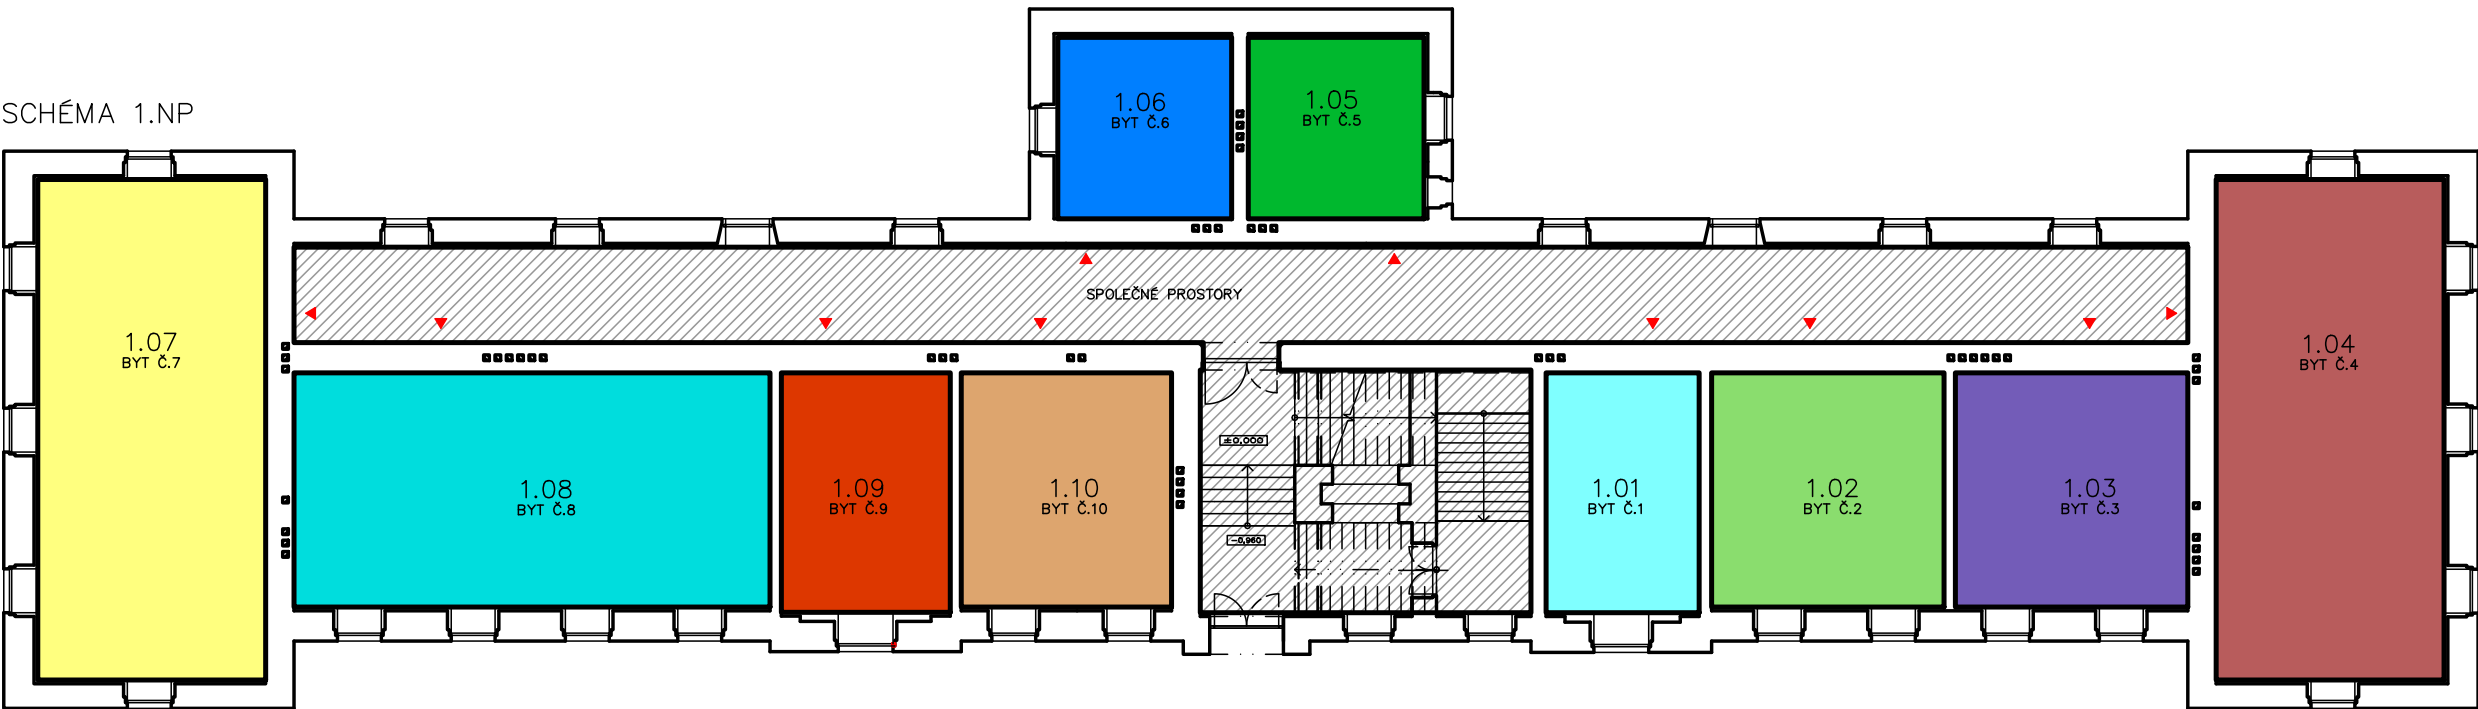 SCHÉMA 1.NP
1.06
BYT Č.6
1.05
BYT Č.5
SPOLEČNÉ PROSTORY
1.07
BYT Č.7
1.04
BYT Č.4
1.08
BYT Č.8
1.09
BYT Č.9
1.10
BYT Č.10
±0,000
-0,960
1.01
BYT Č.1
1.02
BYT Č.2
1.03
BYT Č.3